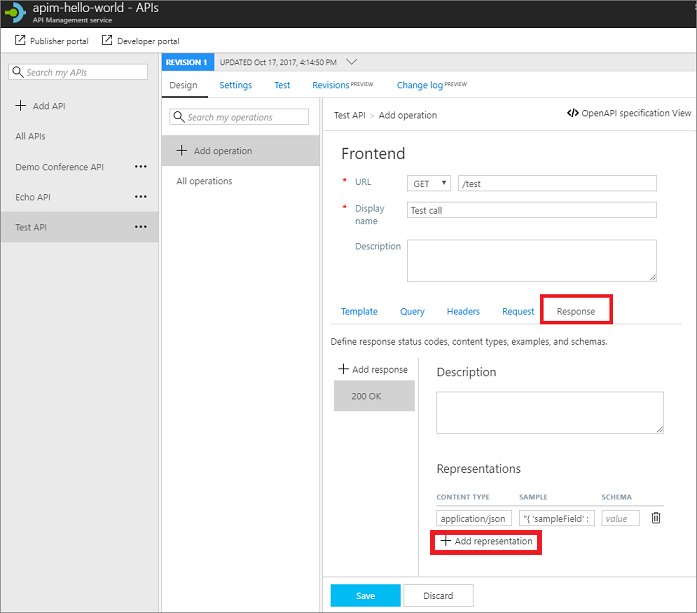 apim-hello-world - APIs
API Management service
Publisher portal Developer portal
Search my APIs
Add API
All APIs
Demo Conference API
Echo API
Test API
REVISION 1 UPDATED Oct 17, 2017, 4:14:50 PM
Design Settings Test Revisions PREVIEW Change log PREVIEW
Search my operations
Add operation
All operations
Test API > Add operation
OpenAPI specification View
Frontend
* URL GET /test
* Display name Test call
Description
Template Query Headers Request Response
Define response status codes, content types, examples, and schemas.
Add response
200 OK
Description
Representations
CONTENT TYPE SAMPLE SCHEMA
application/json "{ 'sampleField' : value
Add representation
Save Discard